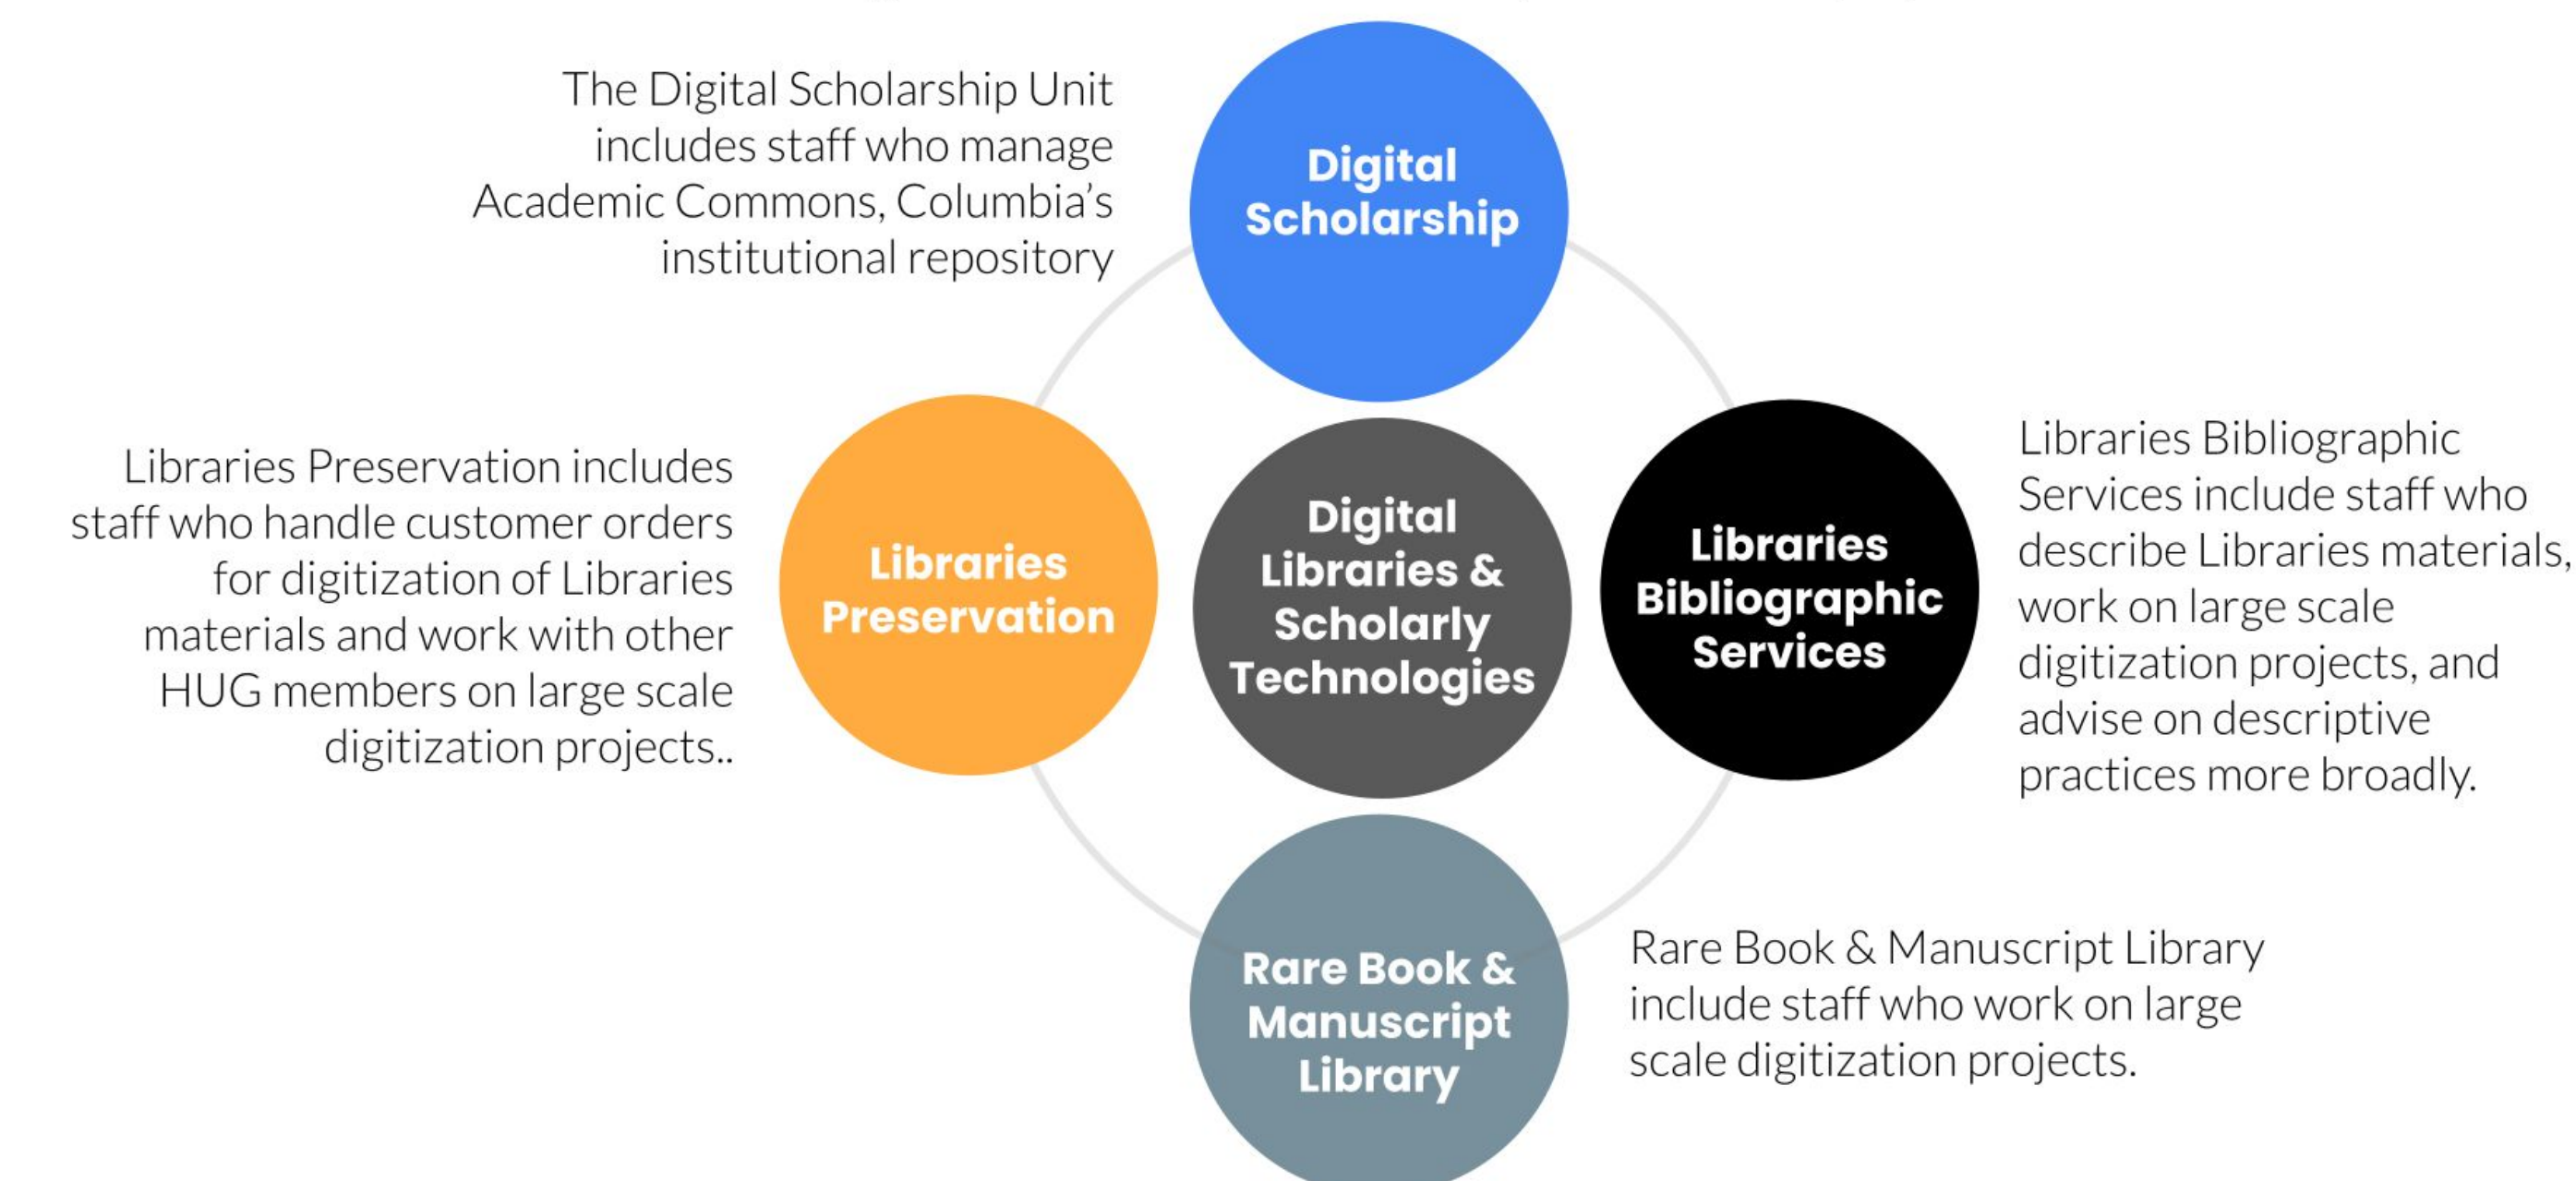 The Digital Scholarship Unit
includes staff who manage
Academic Commons, Columbia’s
institutional repository
Digital
Scholarship
Libraries Preservation includes
staff who handle customer orders
for digitization of Libraries
materials and work with other
HUG members on large scale
digitization projects..
Libraries
Preservation
Digital
Libraries &
Scholarly
Technologies
Libraries
Bibliographic
Services
Libraries Bibliographic
Services include staff who
describe Libraries materials,
work on large scale
digitization projects, and
advise on descriptive
practices more broadly.
Rare Book &
Manuscript
Library
Rare Book & Manuscript Library
include staff who work on large
scale digitization projects.